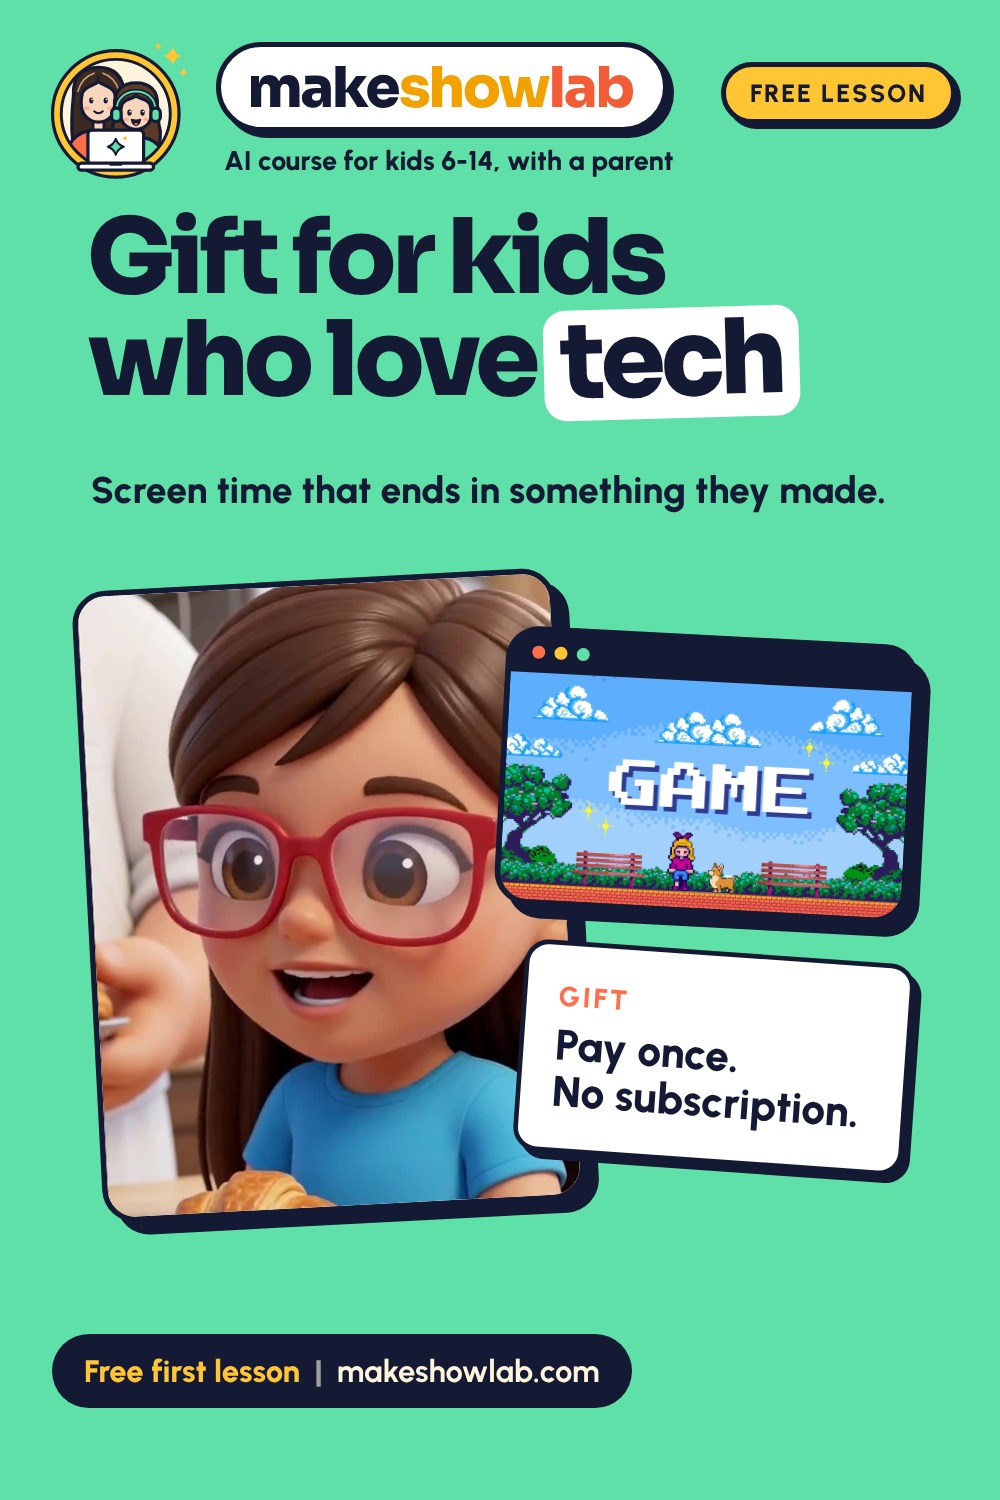 makeshowlab
FREE LESSON
AI course for kids 6-14, with a parent
Gift for kids
who love tech
Screen time that ends in something they made.
GAME
GIFT
Pay once.
No subscription.
Free first lesson | makeshowlab.com